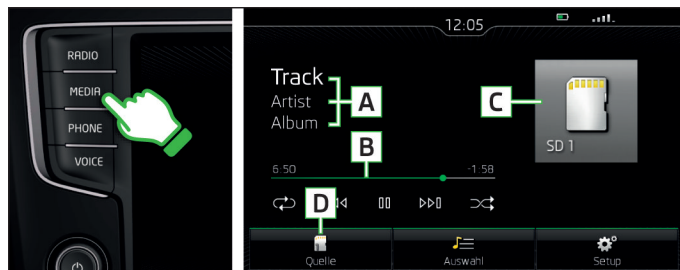 RADIO
MEDIA
PHONE
VOICE
12:05
Track
Artist
Album
A
C
SD 1
B
6:50
-1:58
D
Quelle
Auswahl
Setup